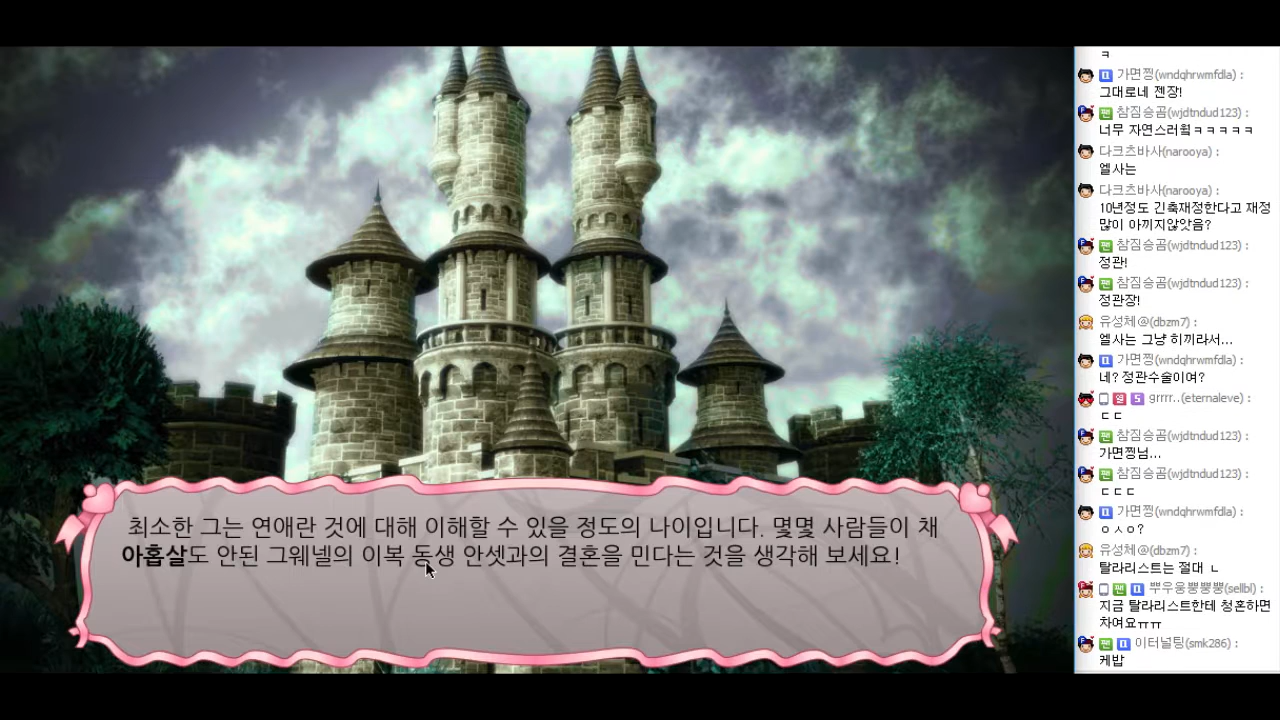 최소한 그는 연애란 것에 대해 이해할 수 있을 정도의 나이입니다. 몇몇 사람들이 채
아홉살도 안된 그웨넬의 이복 동생 안셋과의 결혼을 민다는 것을 생각해 보세요!
ㅋ
가면찡(wndqhrwmfdla) :
그대로네 젠장!
팬 참짐승곰(wjdtndud123) :
너무 자연스러웤ㅋㅋㅋㅋㅋ
다크츠바사(narooya) :
엘사는
다크츠바사(narooya) :
10년정도 긴축재정한다고 재정
많이 아끼지않앗음?
팬 참짐승곰(wjdtndud123) :
정관!
팬 참짐승곰(wjdtndud123) :
정관장!
유성체@(dbzm7) :
엘사는 그냥 히끼라서...
가면찡(wndqhrwmfdla) :
네? 정관수술이여?
열 S grrrr..(eternaleve) :
ㄷㄷ
팬 참짐승곰(wjdtndud123) :
가면찡님...
팬 참짐승곰(wjdtndud123) :
ㄷㄷㄷ
가면찡(wndqhrwmfdla) :
ㅇㅅㅇ?
유성체@(dbzm7) :
탈라리스트는 절대 ㄴ
팬 뿌우웅뿡뿡뿡(sellbi) :
지금 탈라리스트한테 청혼하면
차여요ㅠㅠ
팬 이터널팅(smk286) :
케밥